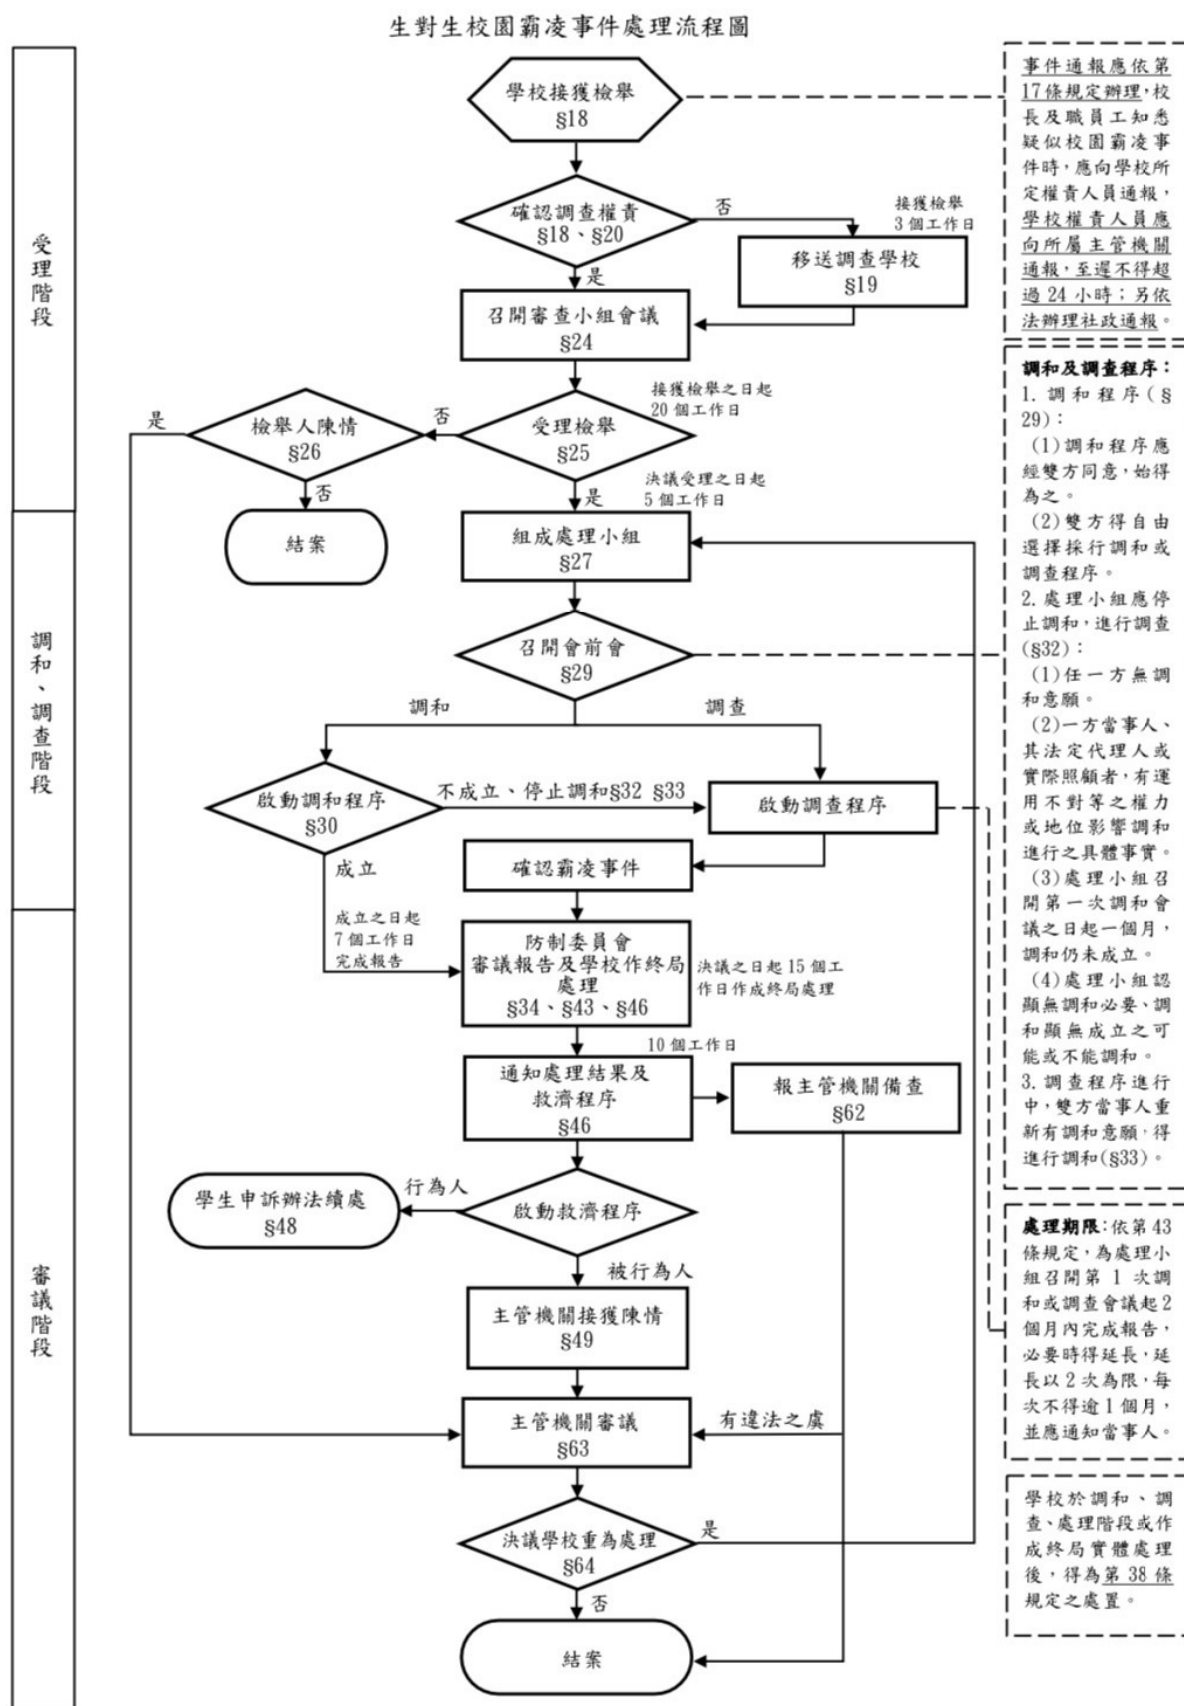 生對生校園霸凌事件處理流程圖
受理階段
學校接獲檢舉
§18
確認調查權責
§18、§20
否
接獲檢舉
3 個工作日
移送調查學校
§19
是
召開審查小組會議
§24
接獲檢舉之日起
20 個工作日
受理檢舉
§25
否
檢舉人陳情
§26
是
否
結案
是
決議受理之日起
5 個工作日
調和、調查階段
組成處理小組
§27
召開會前會
§29
調和
調查
啟動調和程序
§30
不成立、停止調和§32 §33
啟動調查程序
成立
確認霸凌事件
成立之日起
7 個工作日
完成報告
審議階段
防制委員會
審議報告及學校作終局
處理
§34、§43、§46
決議之日起 15 個工
作日作成終局處理
10 個工作日
通知處理結果及
救濟程序
§46
報主管機關備查
§62
啟動救濟程序
行為人
學生申訴辦法續處
§48
被行為人
主管機關接獲陳情
§49
主管機關審議
§63
有違法之虞
決議學校重為處理
§64
是
否
結案
事件通報應依第
17條規定辦理,校
長及職員工知悉
疑似校園霸凌事
件時,應向學校所
定權責人員通報,
學校權責人員應
向所屬主管機關
通報,至遲不得超
過 24 小時；另依
法辦理社政通報。
調和及調查程序：
1. 調和程序(§
29)：
(1)調和程序應
經雙方同意,始得
為之。
(2)雙方得自由
選擇採行調和或
調查程序。
2. 處理小組應停
止調和,進行調查
(§32)：
(1)任一方無調
和意願。
(2)一方當事人、
其法定代理人或
實際照顧者,有運
用不對等之權力
或地位影響調和
進行之具體事實。
(3)處理小組召
開第一次調和會
議之日起一個月,
調和仍未成立。
(4)處理小組認
顯無調和必要、調
和顯無成立之可
能或不能調和。
3. 調查程序進行
中,雙方當事人重
新有調和意願,得
進行調和(§33)。
處理期限:依第 43
條規定,為處理小
組召開第 1 次調
和或調查會議起 2
個月內完成報告,
必要時得延長,延
長以 2 次為限,每
次不得逾 1 個月,
並應通知當事人。
學校於調和、調
查、處理階段或作
成終局實體處理
後,得為第 38 條
規定之處置。